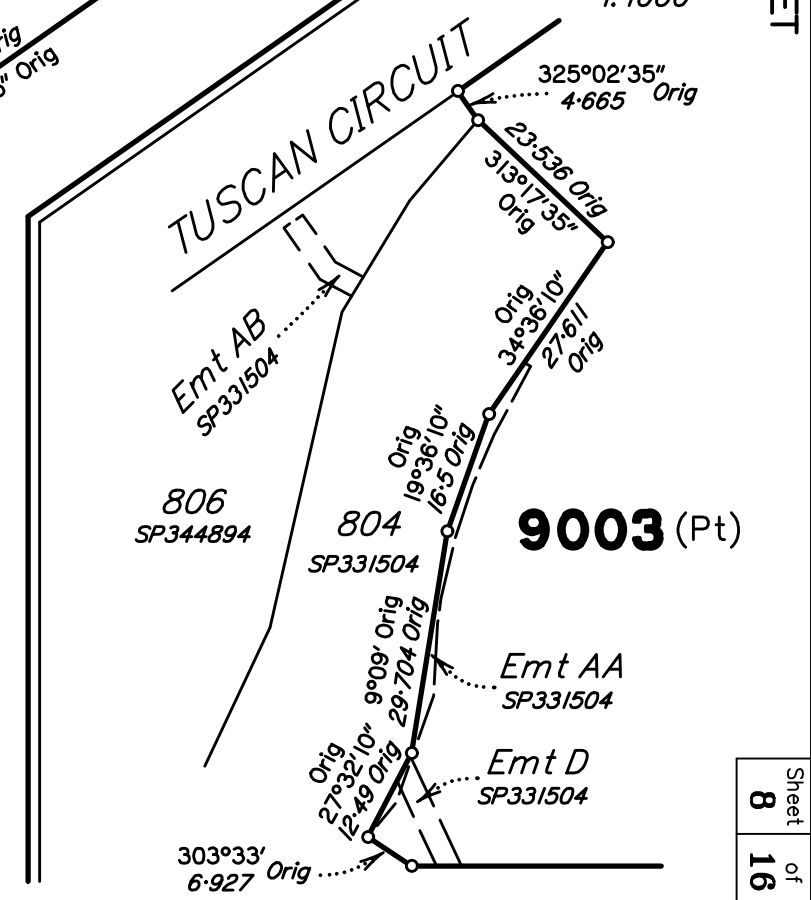 Orig
Orig
ET
TUSCAN CIRCUIT
325°02'35"
4·665 Orig
23·536 Orig
313°17'35"
Orig
Orig
34°36'10"
27·611
Orig
Emt AB
SP331504
Orig
19°36'10"
16·5 Orig
806
SP344894
804
SP331504
9003 (Pt)
9°09' Orig
29·704 Orig
Emt AA
SP331504
Orig
27°32'10"
12·49 Orig
Emt D
SP331504
303°33'
6·927 Orig
Sheet
8
of
16